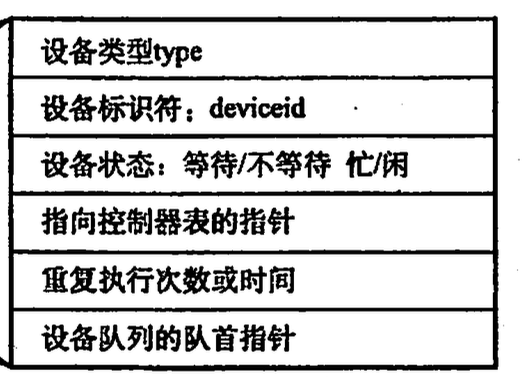 设备类型type
设备标识符：deviceid
设备状态：等待/不等待 忙/闲
指向控制器表的指针
重复执行次数或时间
设备队列的队首指针